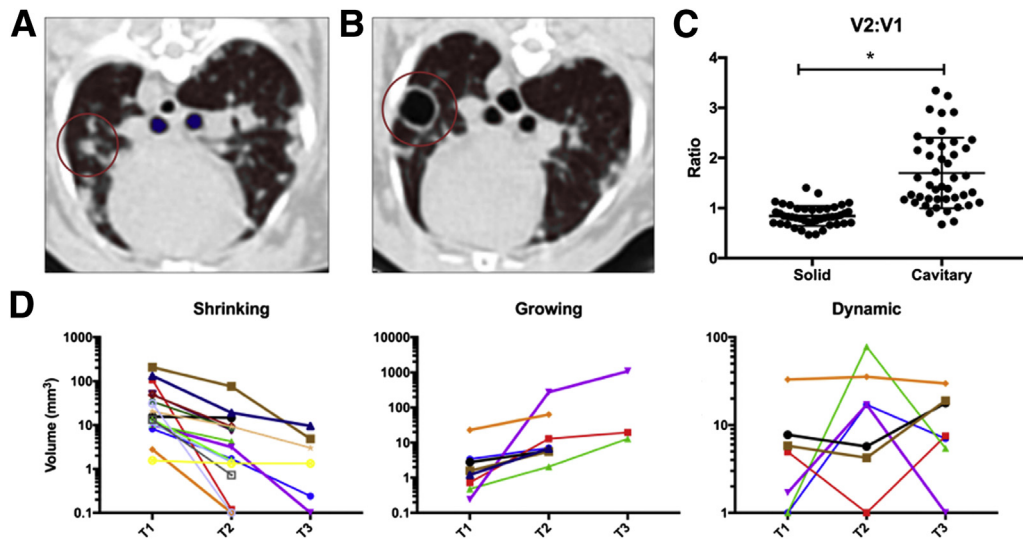 A
B
C
V2:V1
*
Ratio
4
3
2
1
0
Solid
Cavitary
D
Shrinking
Volume (mm³)
1000
100
10
1
0.1
T1
T2
T3
Growing
10000
1000
100
10
1
0.1
T1
T2
T3
Dynamic
100
10
1
T1
T2
T3